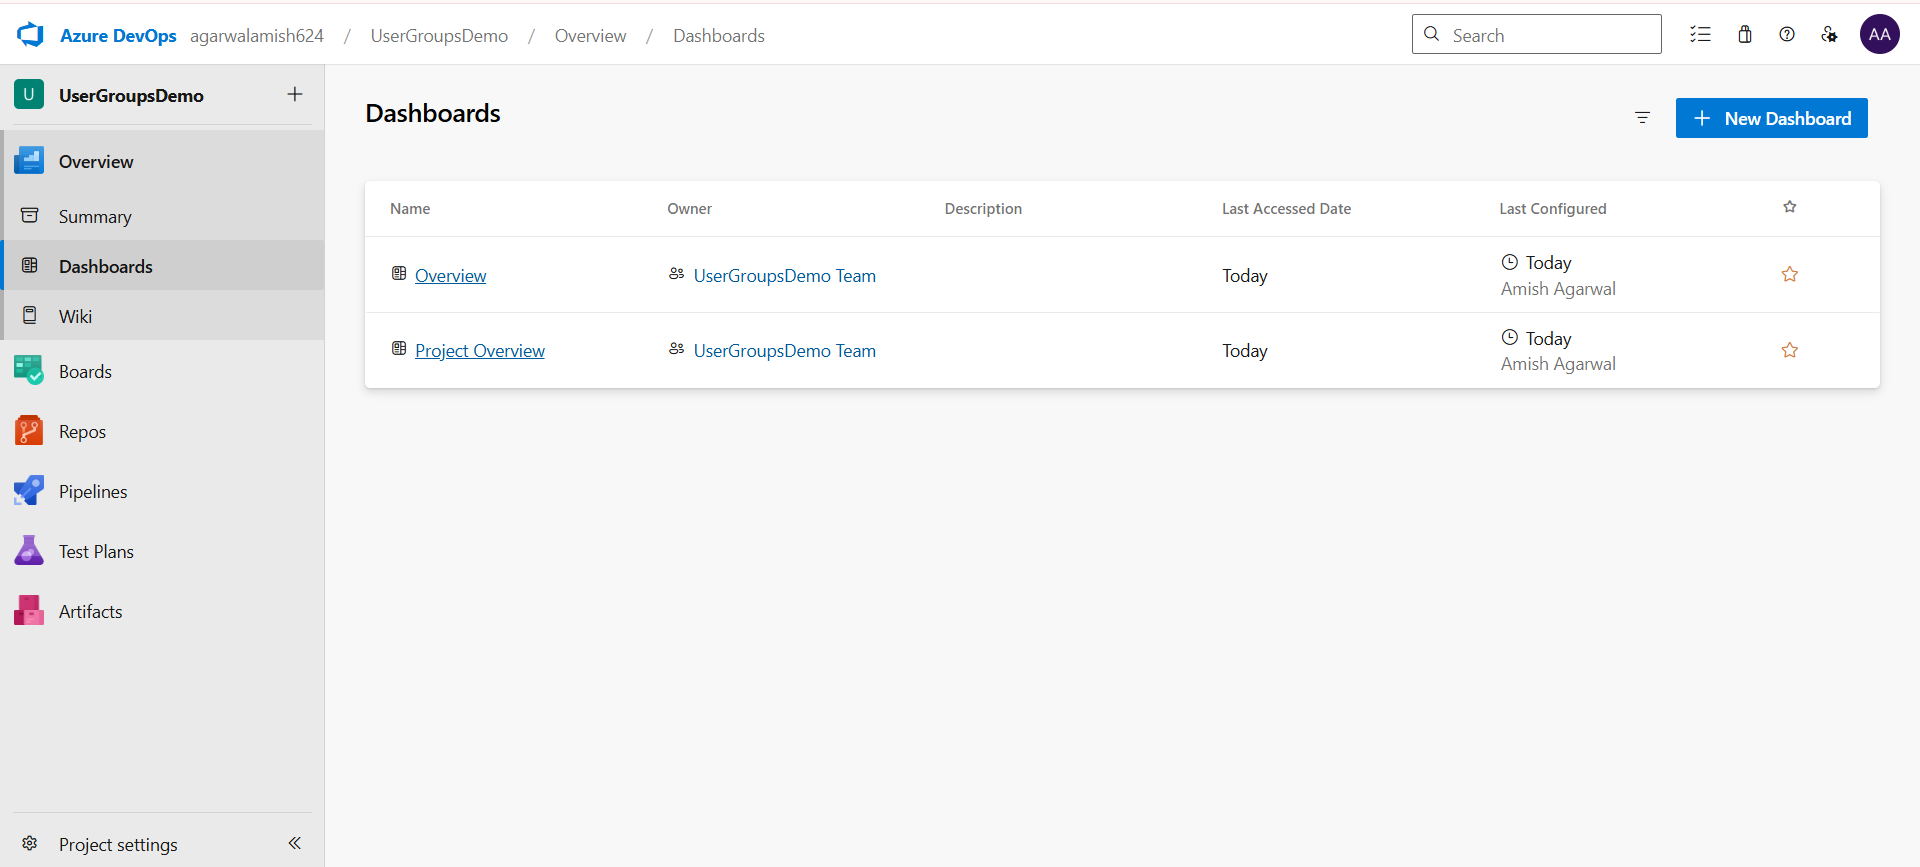 Azure DevOps agarwalamish624 / UserGroupsDemo / Overview / Dashboards
Search
AA
U UserGroupsDemo
Overview
Summary
Dashboards
Wiki
Boards
Repos
Pipelines
Test Plans
Artifacts
Project settings
Dashboards
New Dashboard
Name Owner Description Last Accessed Date Last Configured
Overview UserGroupsDemo Team Today Today
Amish Agarwal
Project Overview UserGroupsDemo Team Today Today
Amish Agarwal